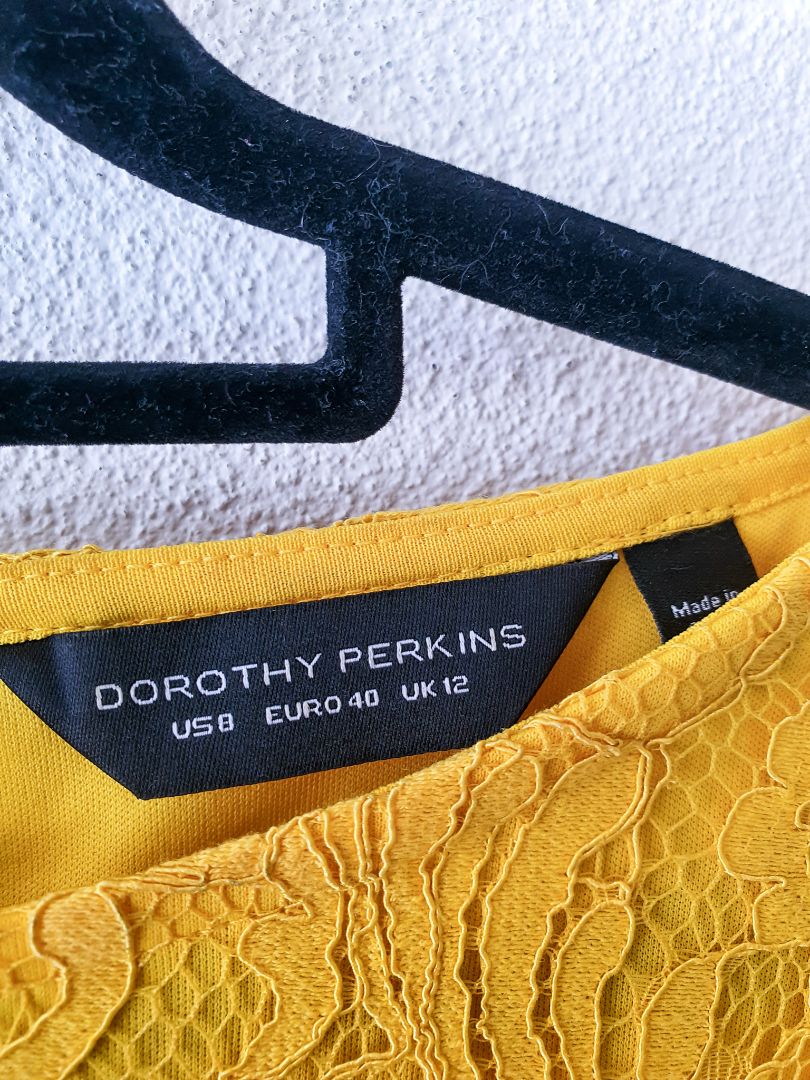 DOROTHY PERKINS
US 8 EURO 40 UK 12
Made in